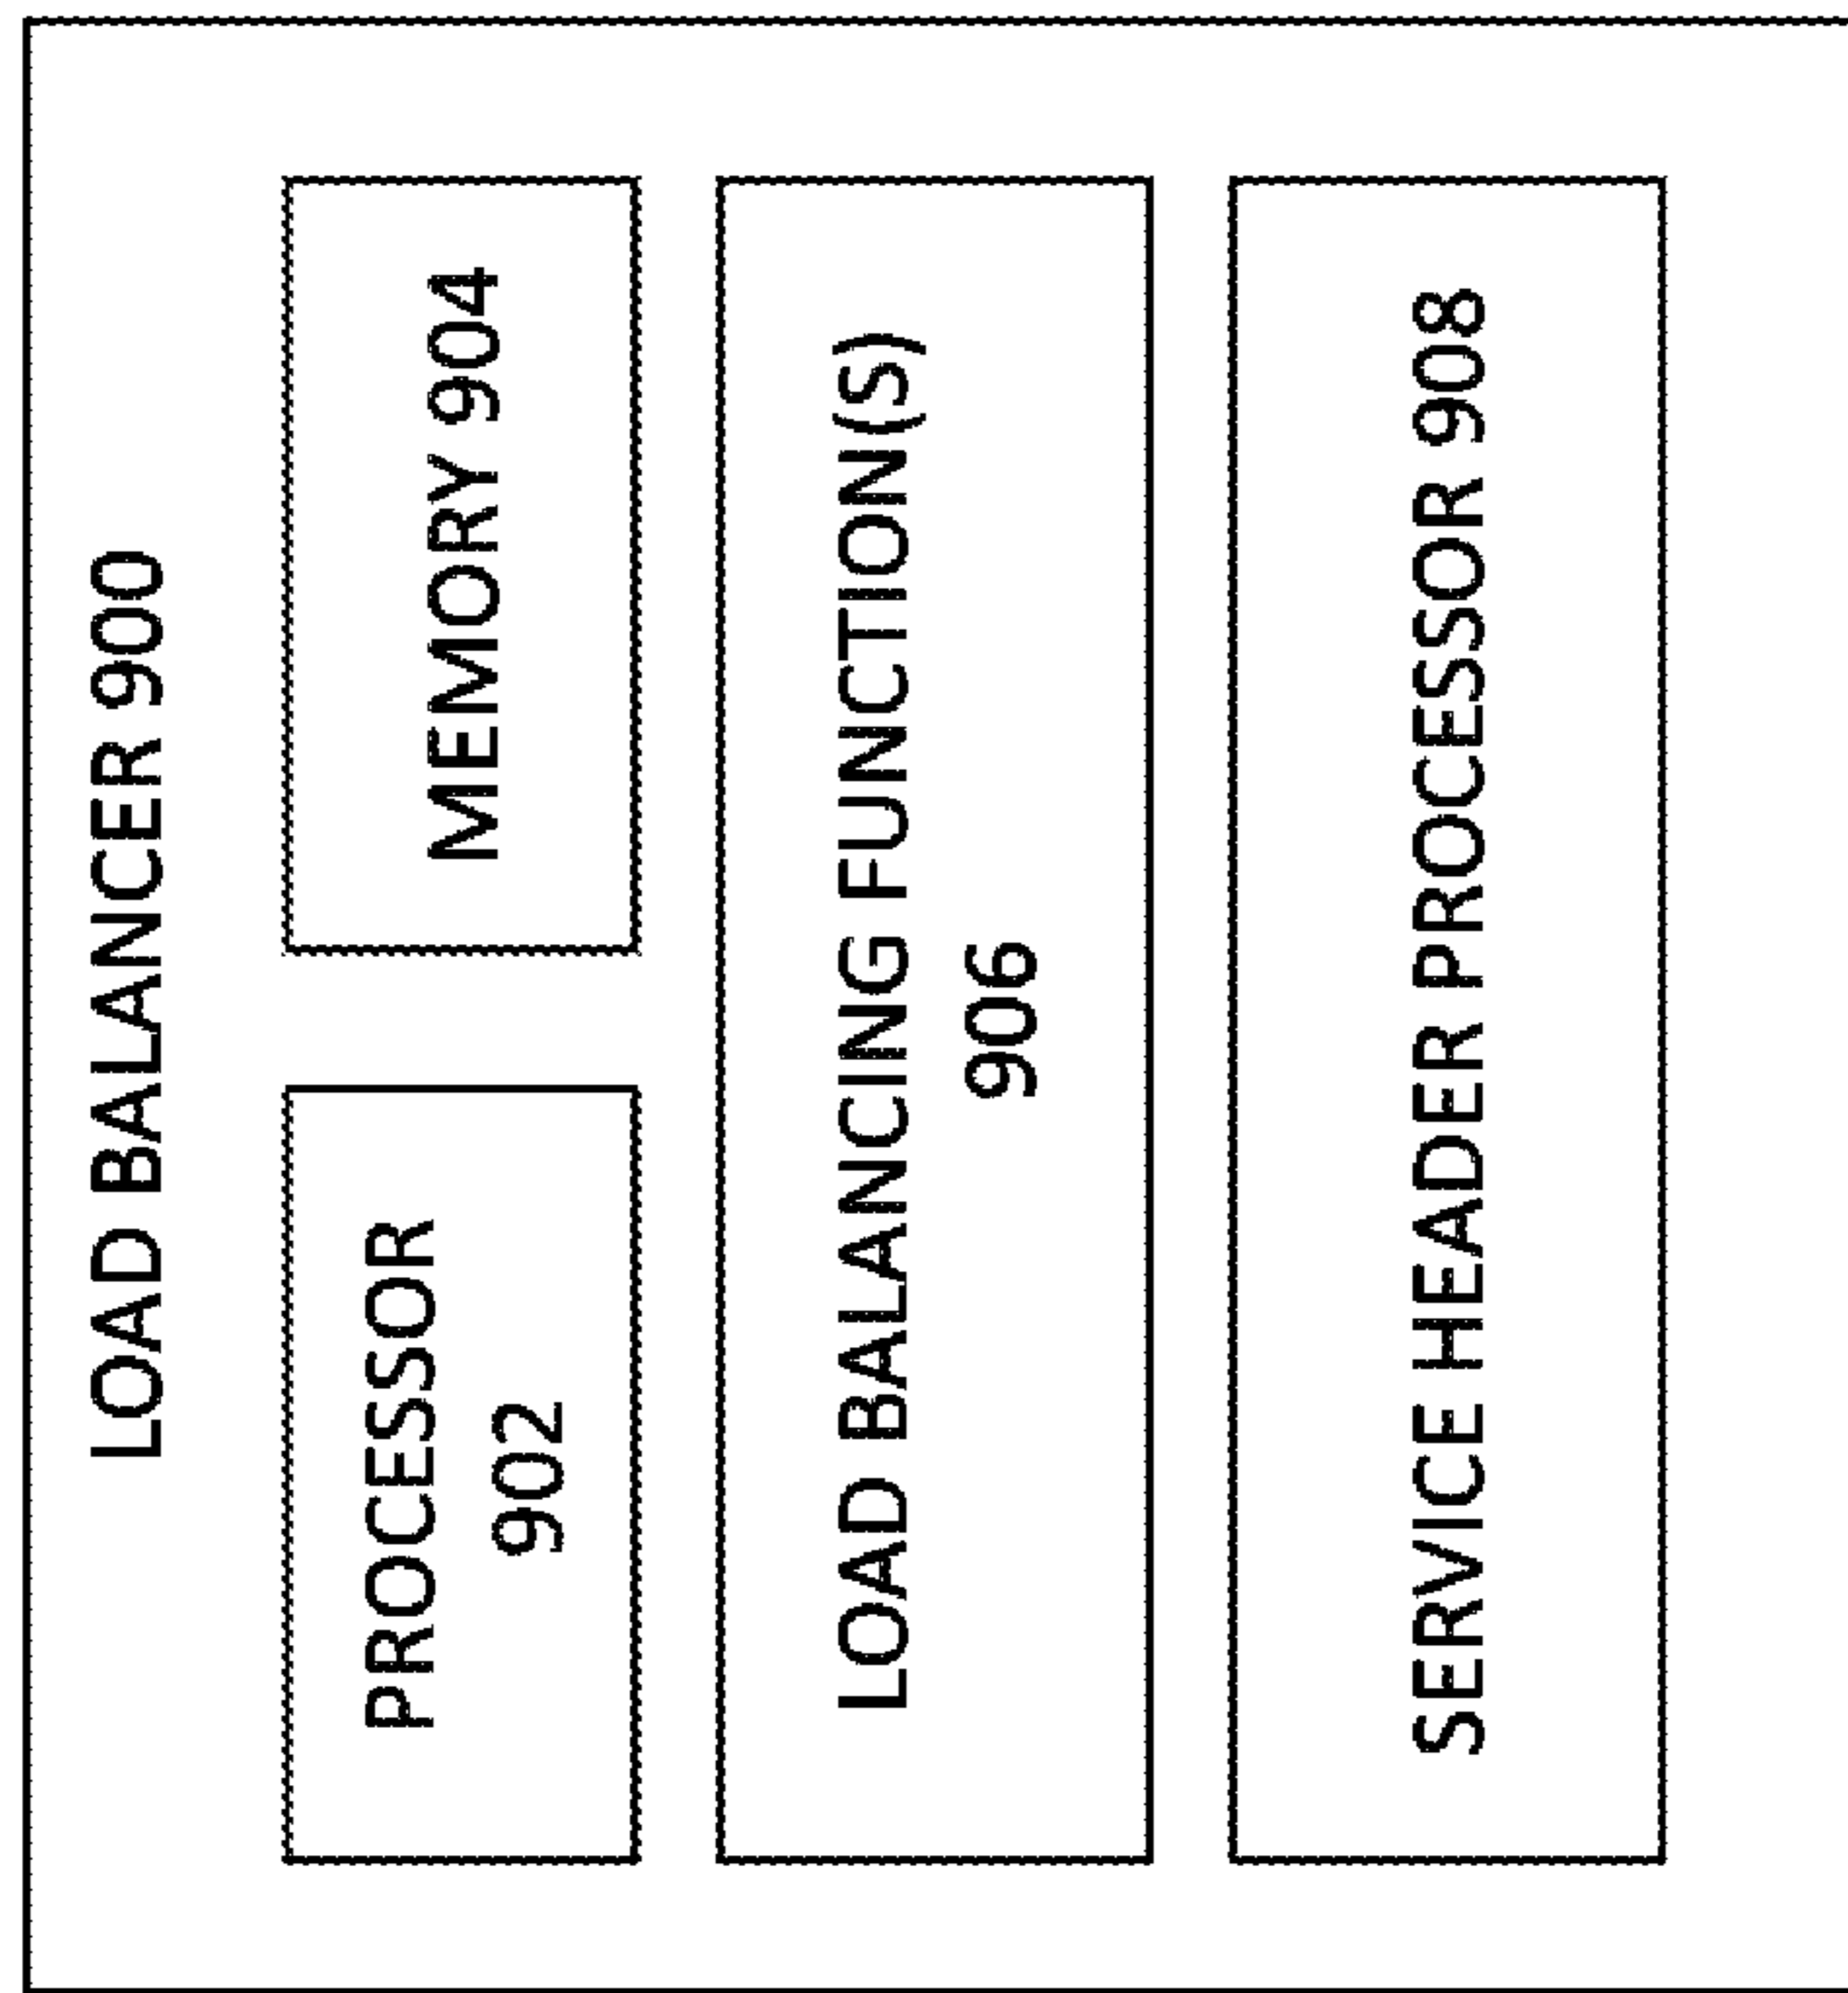 LOAD BALANCER 900
PROCESSOR
902
MEMORY 904
LOAD BALANCING FUNCTION(S)
906
SERVICE HEADER PROCESSOR 908